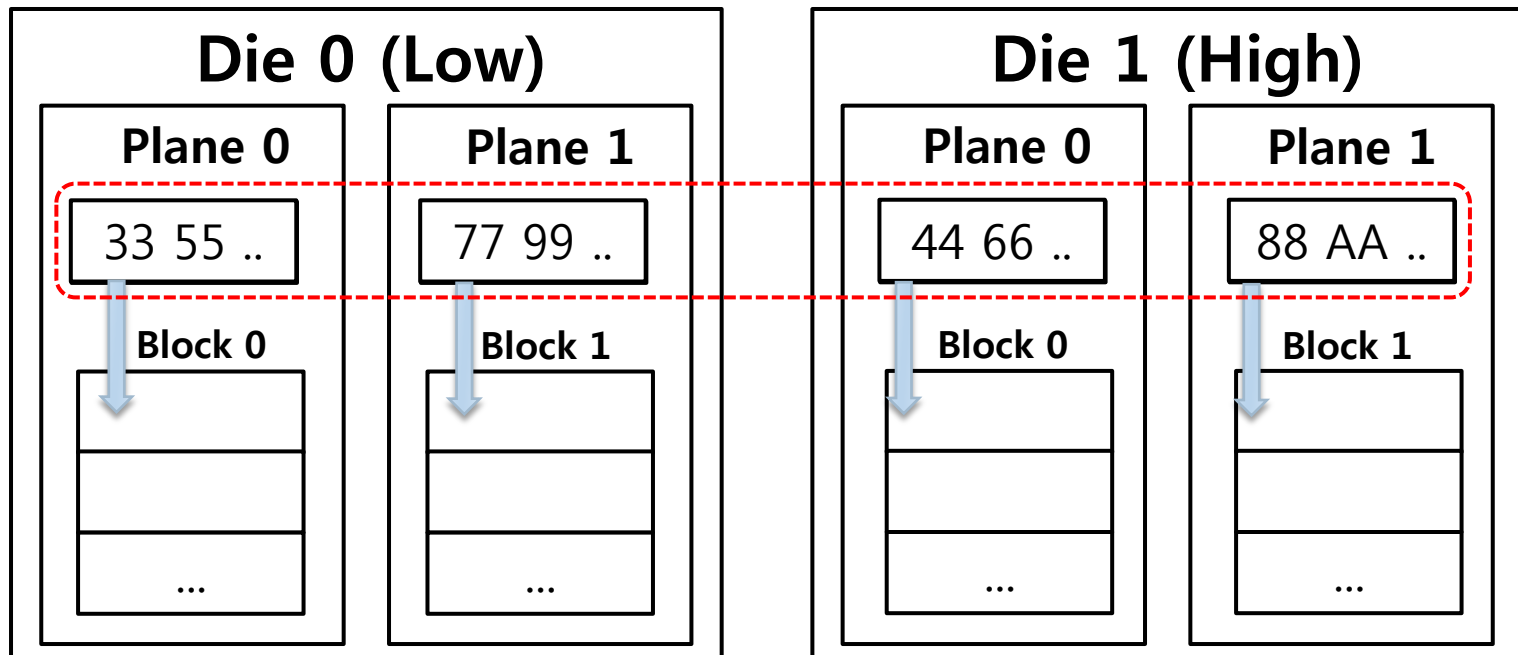 Die 0 (Low)
Plane 0
33 55 ..
Block 0
...
Plane 1
77 99 ..
Block 1
...
Die 1 (High)
Plane 0
44 66 ..
Block 0
...
Plane 1
88 AA ..
Block 1
...